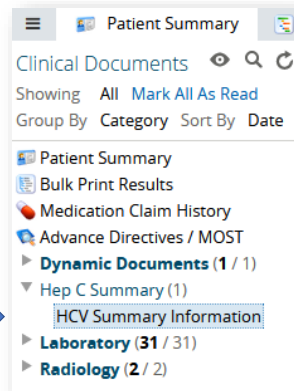 Patient Summary
Clinical Documents
Showing All Mark All As Read
Group By Category Sort By Date
Patient Summary
Bulk Print Results
Medication Claim History
Advance Directives / MOST
Dynamic Documents (1 / 1)
Hep C Summary (1)
HCV Summary Information
Laboratory (31 / 31)
Radiology (2 / 2)